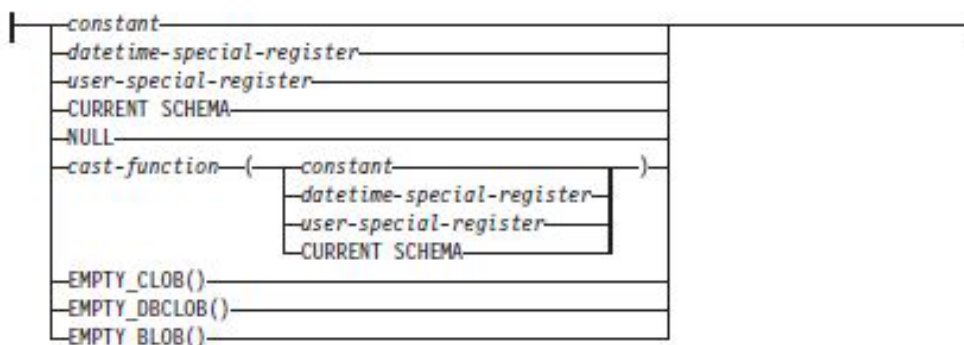 constant
datetime-special-register
user-special-register
CURRENT SCHEMA
NULL
cast-function ( constant )
datetime-special-register
user-special-register
CURRENT SCHEMA
EMPTY_CLOB()
EMPTY_DBCLOB()
EMPTY_BLOB()